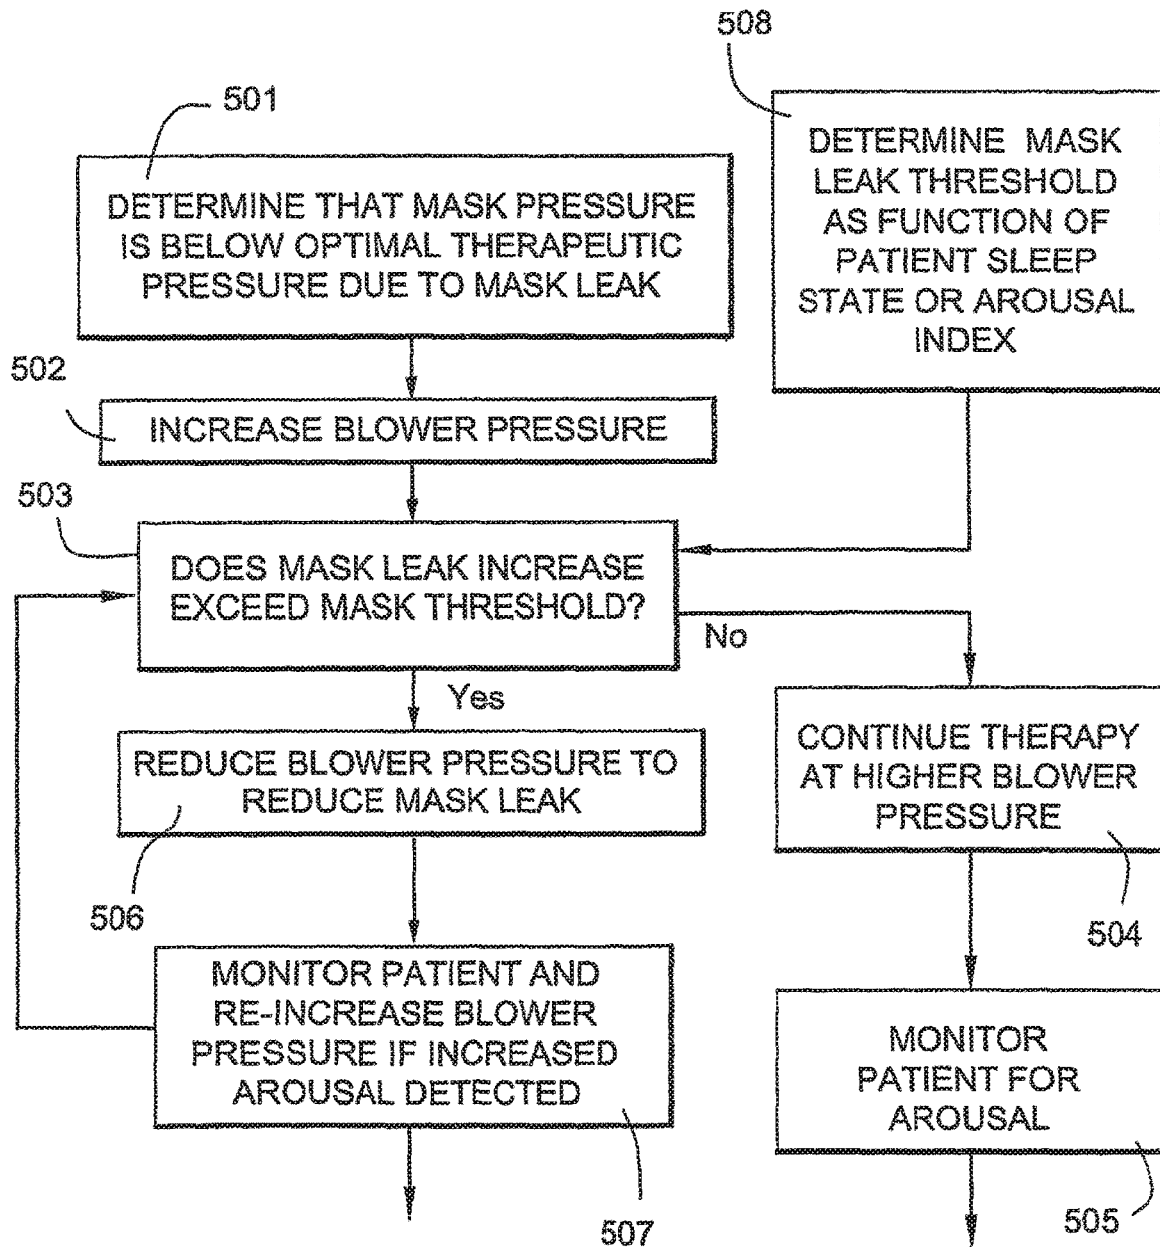 508
501
DETERMINE THAT MASK PRESSURE
IS BELOW OPTIMAL THERAPEUTIC
PRESSURE DUE TO MASK LEAK
DETERMINE MASK
LEAK THRESHOLD
AS FUNCTION OF
PATIENT SLEEP
STATE OR AROUSAL
INDEX
502
INCREASE BLOWER PRESSURE
503
DOES MASK LEAK INCREASE
EXCEED MASK THRESHOLD?
No
Yes
REDUCE BLOWER PRESSURE TO
REDUCE MASK LEAK
506
CONTINUE THERAPY
AT HIGHER BLOWER
PRESSURE
504
MONITOR PATIENT AND
RE-INCREASE BLOWER
PRESSURE IF INCREASED
AROUSAL DETECTED
507
MONITOR
PATIENT FOR
AROUSAL
505